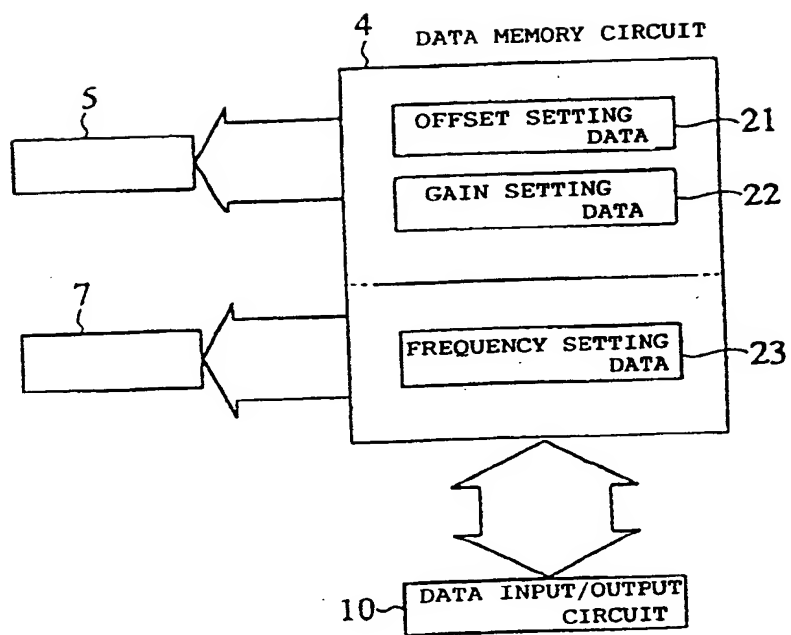 4
DATA MEMORY CIRCUIT
5
OFFSET SETTING
DATA
21
GAIN SETTING
DATA
22
7
FREQUENCY SETTING
DATA
23
10
DATA INPUT/OUTPUT
CIRCUIT